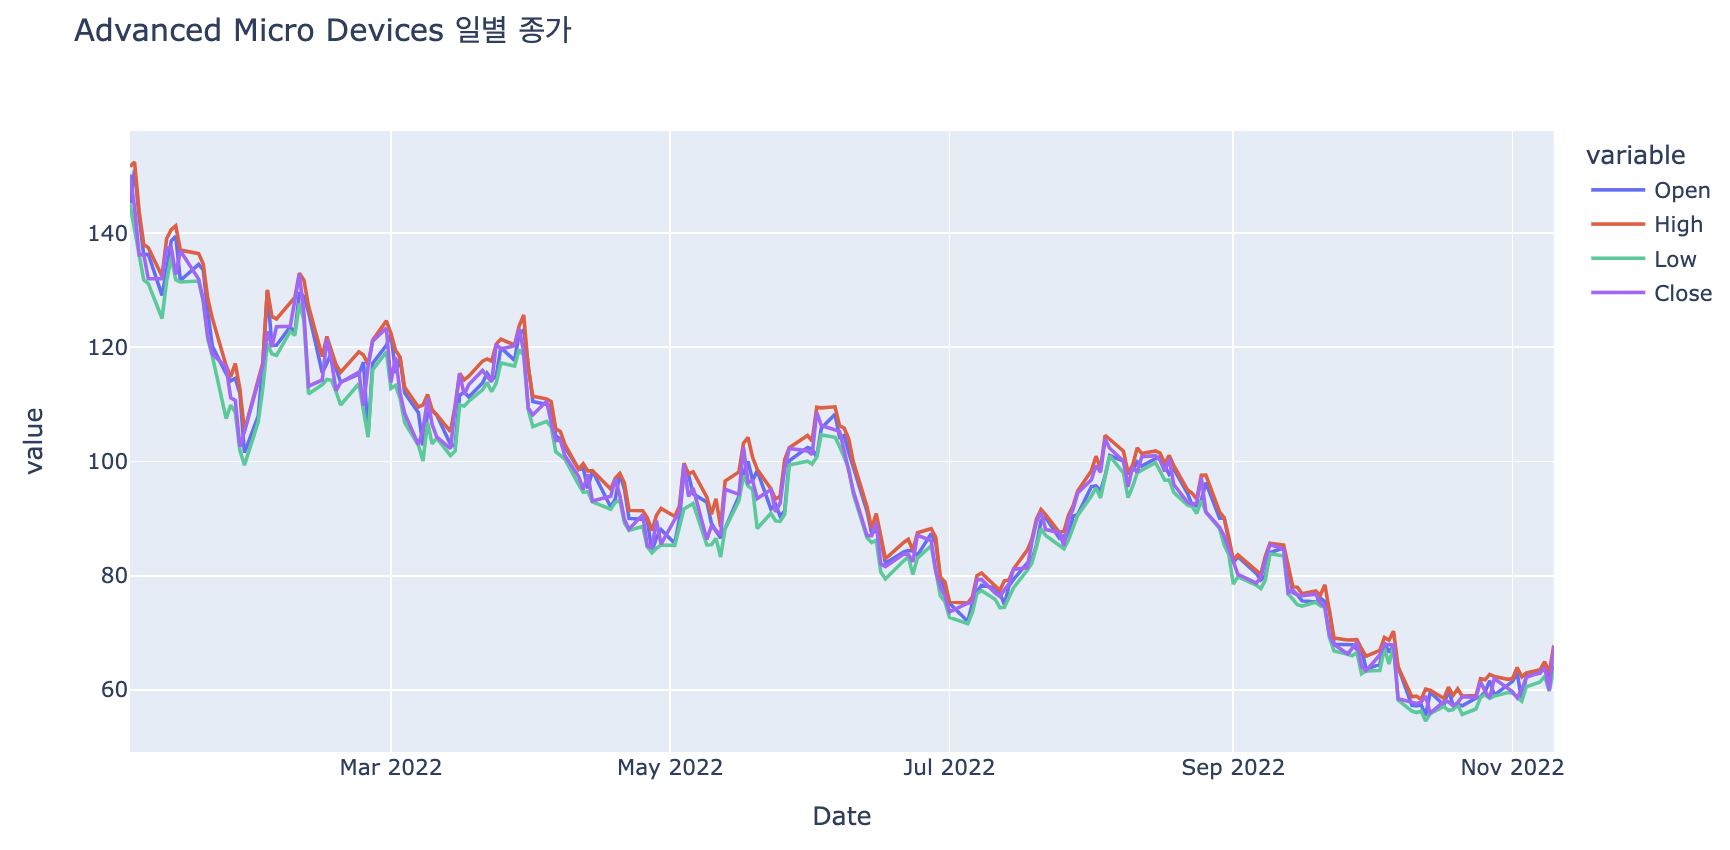 Advanced Micro Devices 일별 종가
variable
Open
High
Low
Close
value
140
120
100
80
60
Mar 2022
May 2022
Jul 2022
Sep 2022
Nov 2022
Date